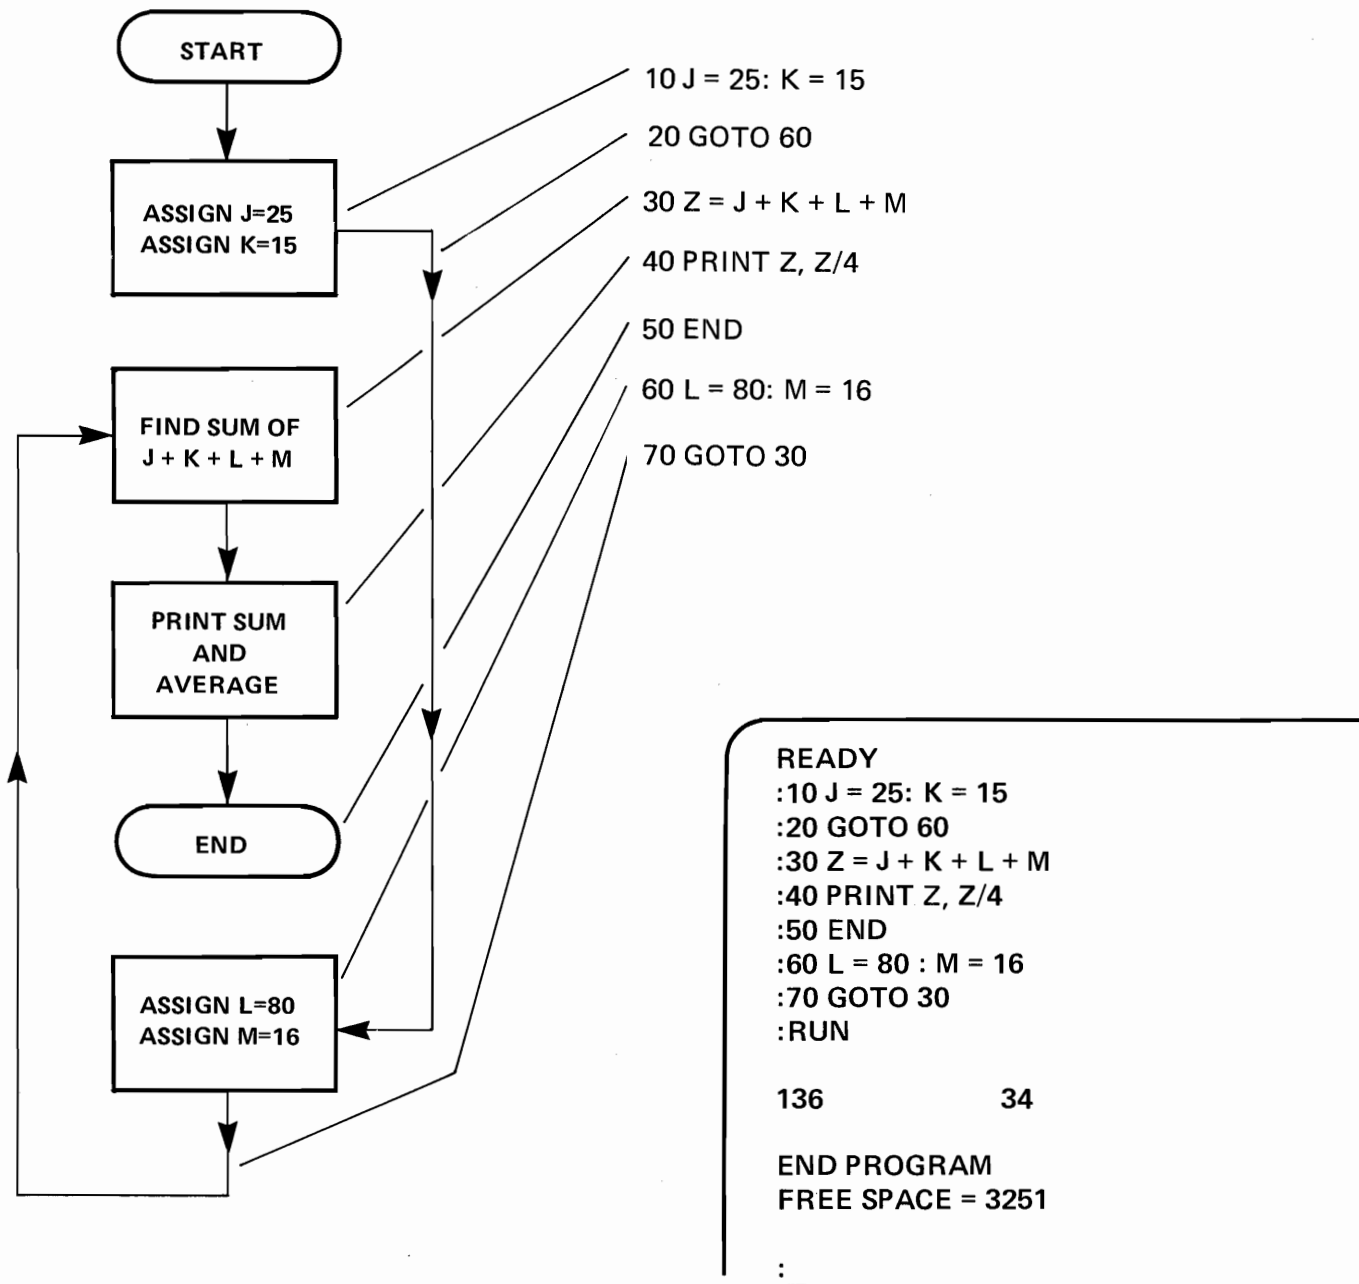 START
ASSIGN J=25
ASSIGN K=15
FIND SUM OF
J + K + L + M
PRINT SUM
AND
AVERAGE
END
ASSIGN L=80
ASSIGN M=16
10 J = 25: K = 15
20 GOTO 60
30 Z = J + K + L + M
40 PRINT Z, Z/4
50 END
60 L = 80: M = 16
70 GOTO 30
READY
:10 J = 25: K = 15
:20 GOTO 60
:30 Z = J + K + L + M
:40 PRINT Z, Z/4
:50 END
:60 L = 80 : M = 16
:70 GOTO 30
:RUN
136 34
END PROGRAM
FREE SPACE = 3251
: